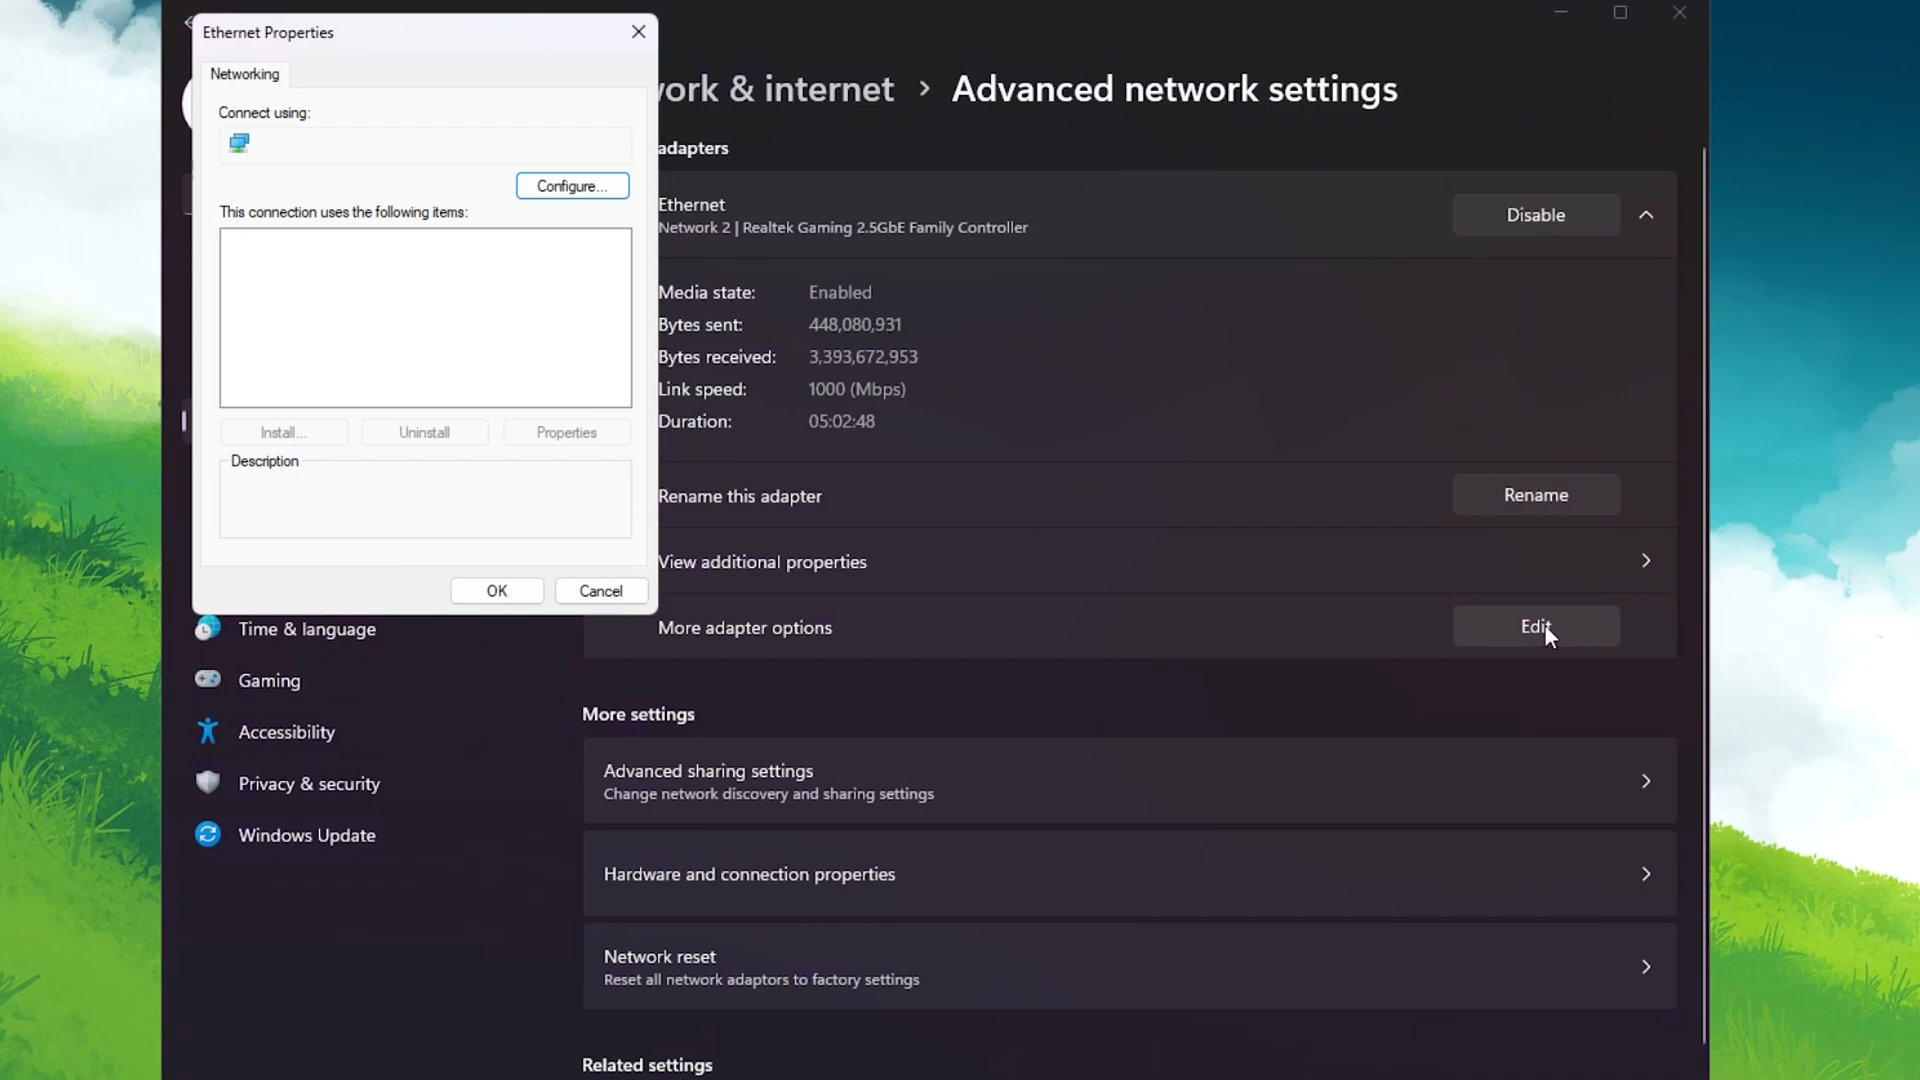 Ethernet Properties
Networking
Connect using:
Configure...
This connection uses the following items:
Install...
Uninstall
Properties
Description
OK
Cancel
work & internet > Advanced network settings
adapters
Ethernet
Network 2 | Realtek Gaming 2.5GbE Family Controller
Disable
Media state: Enabled
Bytes sent: 448,080,931
Bytes received: 3,393,672,953
Link speed: 1000 (Mbps)
Duration: 05:02:48
Rename this adapter
Rename
View additional properties
More adapter options
Edit
Time & language
Gaming
Accessibility
Privacy & security
Windows Update
More settings
Advanced sharing settings
Change network discovery and sharing settings
Hardware and connection properties
Network reset
Reset all network adaptors to factory settings
Related settings